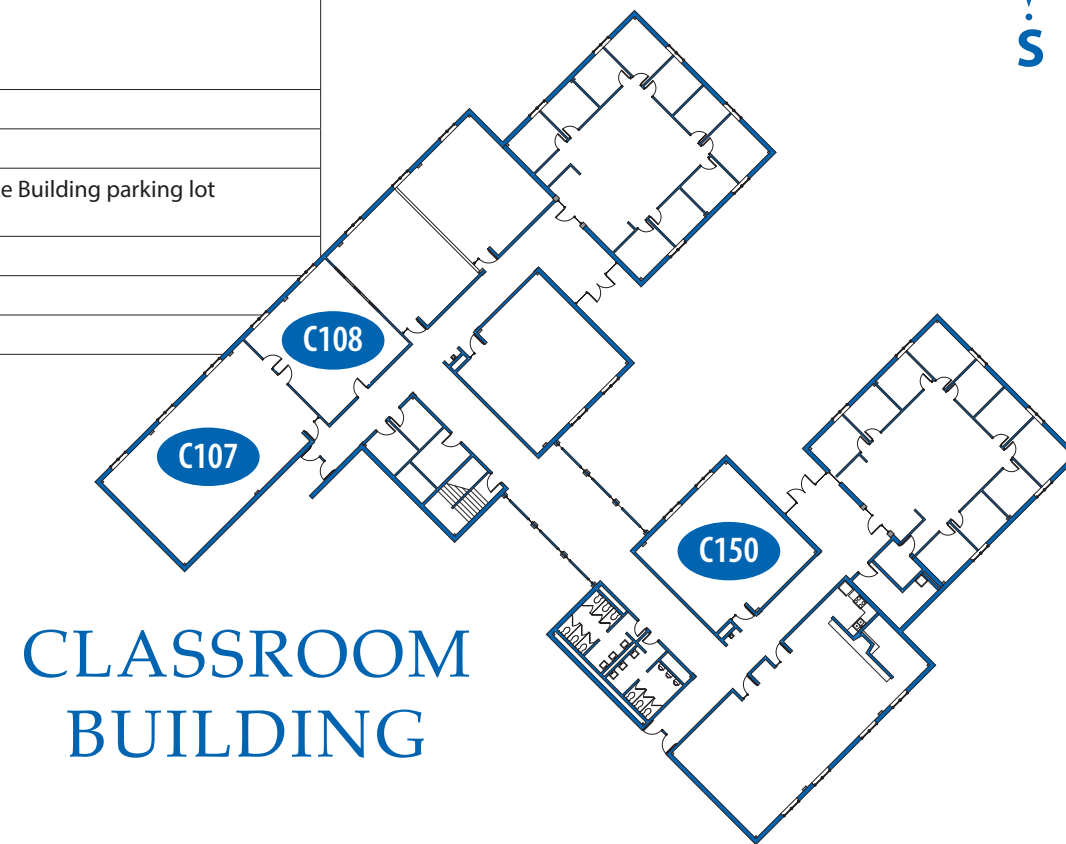 S
e Building parking lot
C108
C107
C150
CLASSROOM
BUILDING